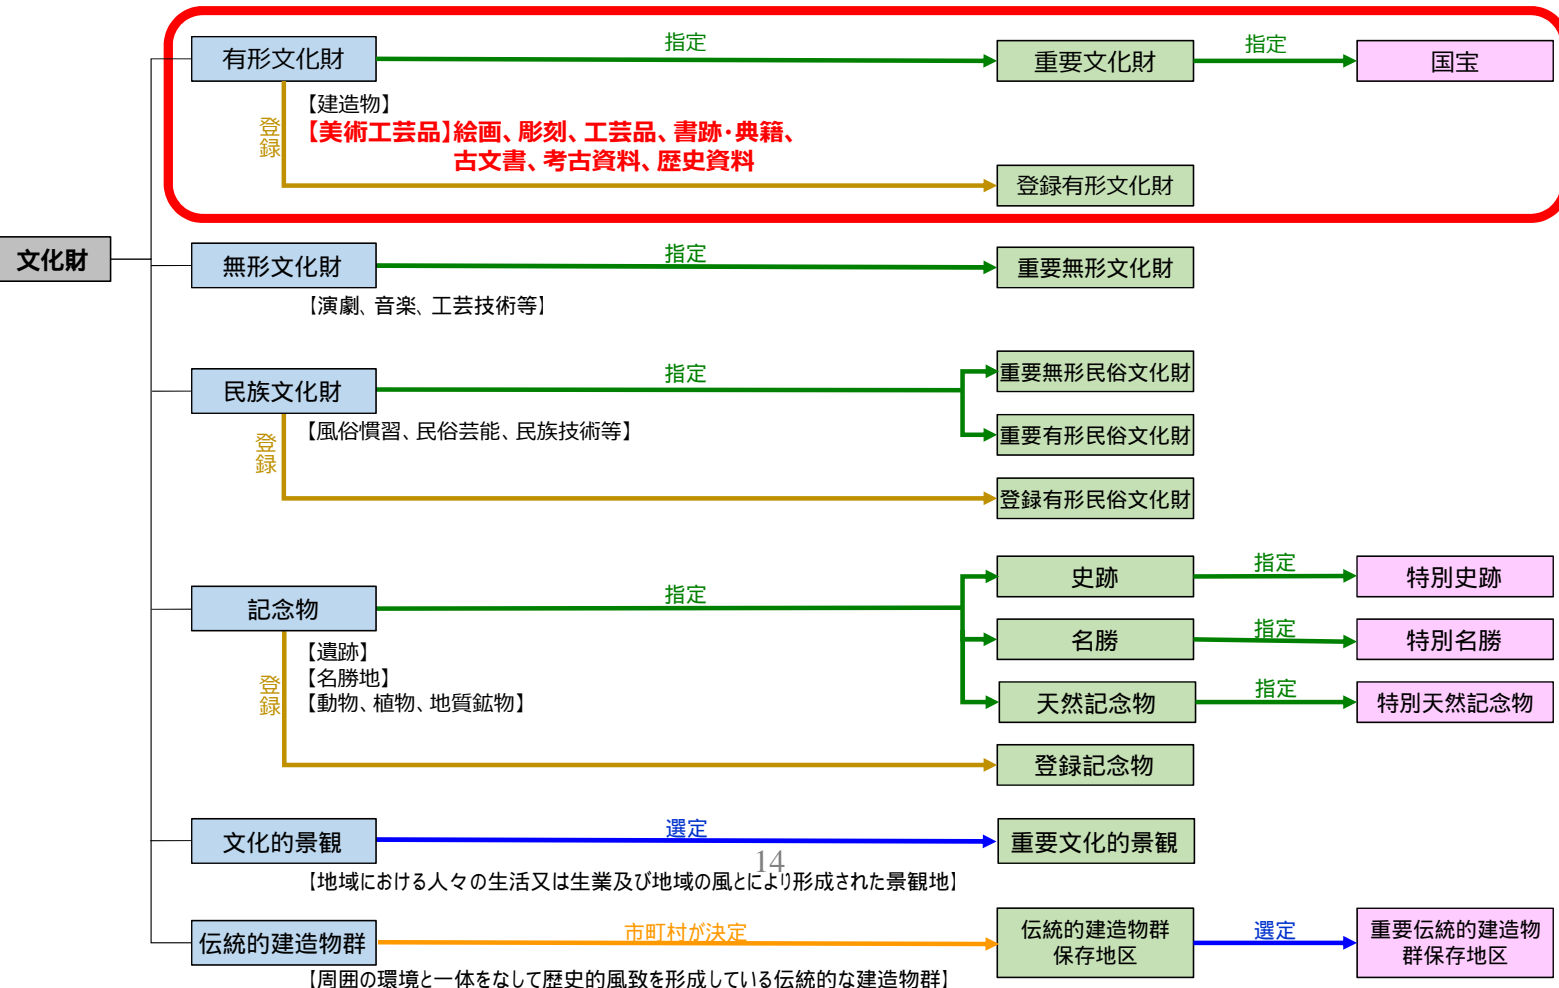 有形文化財
指定
重要文化財
指定
国宝
登録
【建造物】
【美術工芸品】絵画、彫刻、工芸品、書跡・典籍、
古文書、考古資料、歴史資料
登録有形文化財
文化財
無形文化財
指定
重要無形文化財
【演劇、音楽、工芸技術等】
民族文化財
指定
重要無形民俗文化財
重要有形民俗文化財
登録
【風俗慣習、民俗芸能、民族技術等】
登録有形民俗文化財
記念物
指定
史跡
指定
特別史跡
名勝
指定
特別名勝
天然記念物
指定
特別天然記念物
登録
【遺跡】
【名勝地】
【動物、植物、地質鉱物】
登録記念物
文化的景観
選定
重要文化的景観
14
【地域における人々の生活又は生業及び地域の風とにより形成された景観地】
伝統的建造物群
市町村が決定
伝統的建造物群
保存地区
選定
重要伝統的建造物
群保存地区
【周囲の環境と一体をなして歴史的風致を形成している伝統的な建造物群】